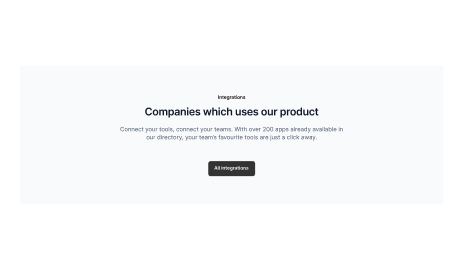 Integrations
Companies which uses our product
Connect your tools, connect your teams. With over 200 apps already available in
our directory, your team's favourite tools are just a click away.
All integrations